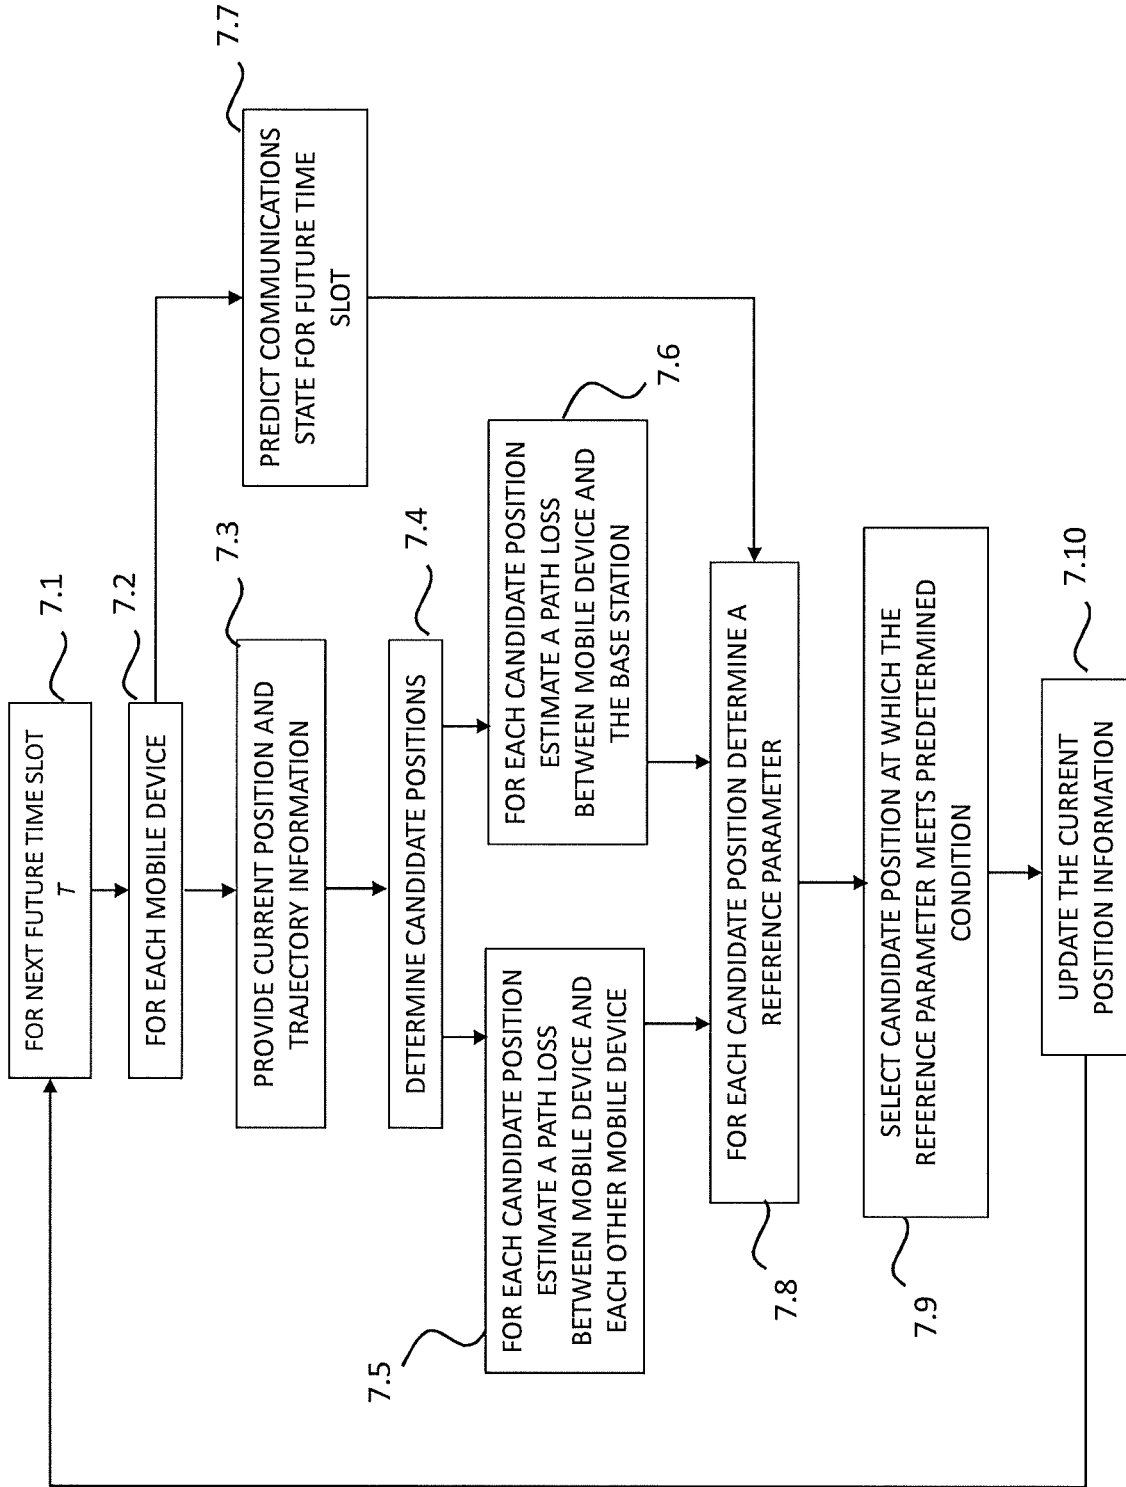 FOR NEXT FUTURE TIME SLOT
T
7.1
FOR EACH MOBILE DEVICE
7.2
PROVIDE CURRENT POSITION AND
TRAJECTORY INFORMATION
7.3
PREDICT COMMUNICATIONS
STATE FOR FUTURE TIME
SLOT
7.7
DETERMINE CANDIDATE POSITIONS
7.4
FOR EACH CANDIDATE POSITION
ESTIMATE A PATH LOSS
BETWEEN MOBILE DEVICE AND
EACH OTHER MOBILE DEVICE
7.5
FOR EACH CANDIDATE POSITION
ESTIMATE A PATH LOSS
BETWEEN MOBILE DEVICE AND
THE BASE STATION
7.6
FOR EACH CANDIDATE POSITION DETERMINE A
REFERENCE PARAMETER
7.8
SELECT CANDIDATE POSITION AT WHICH THE
REFERENCE PARAMETER MEETS PREDETERMINED
CONDITION
7.9
UPDATE THE CURRENT
POSITION INFORMATION
7.10